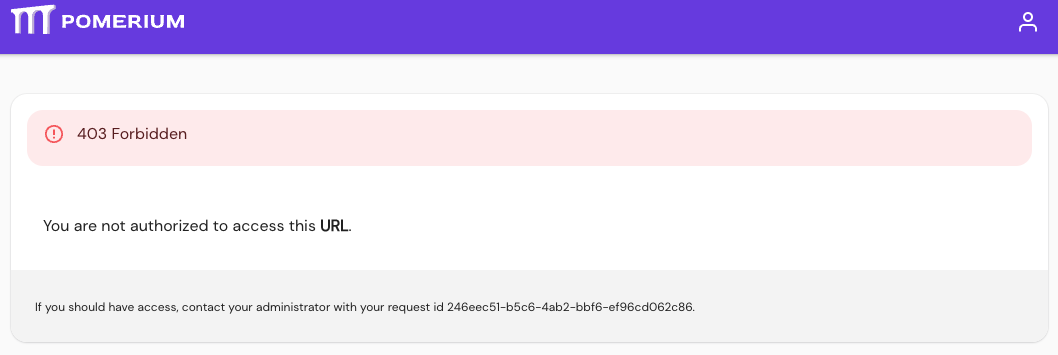 POMERIUM
403 Forbidden
You are not authorized to access this URL.
If you should have access, contact your administrator with your request id 246eec51-b5c6-4ab2-bbf6-ef96cd062c86.